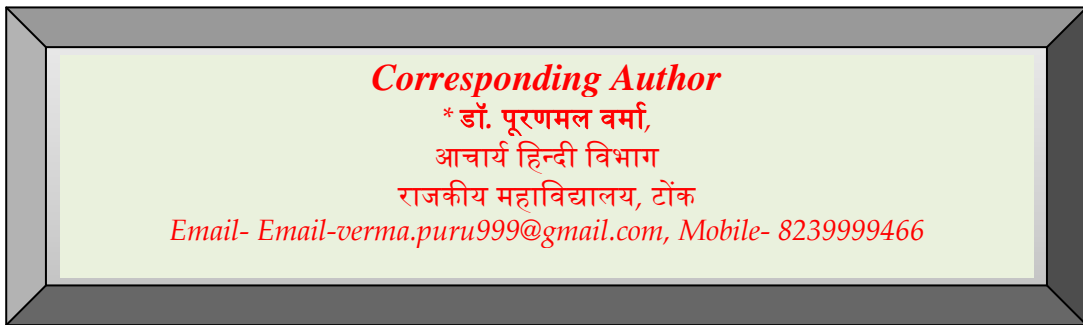 Corresponding Author
* डॉ. पूरणमल वर्मा,
आचार्य हिन्दी विभाग
राजकीय महाविद्यालय, टोंक
Email- Email-verma.puru999@gmail.com, Mobile- 8239999466